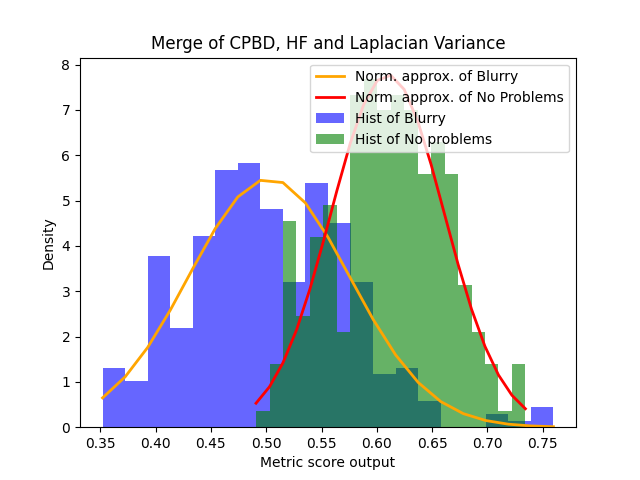 Merge of CPBD, HF and Laplacian Variance
Norm. approx. of Blurry
Norm. approx. of No Problems
Hist of Blurry
Hist of No problems
Density
8
7
6
5
4
3
2
1
0
0.35 0.40 0.45 0.50 0.55 0.60 0.65 0.70 0.75
Metric score output